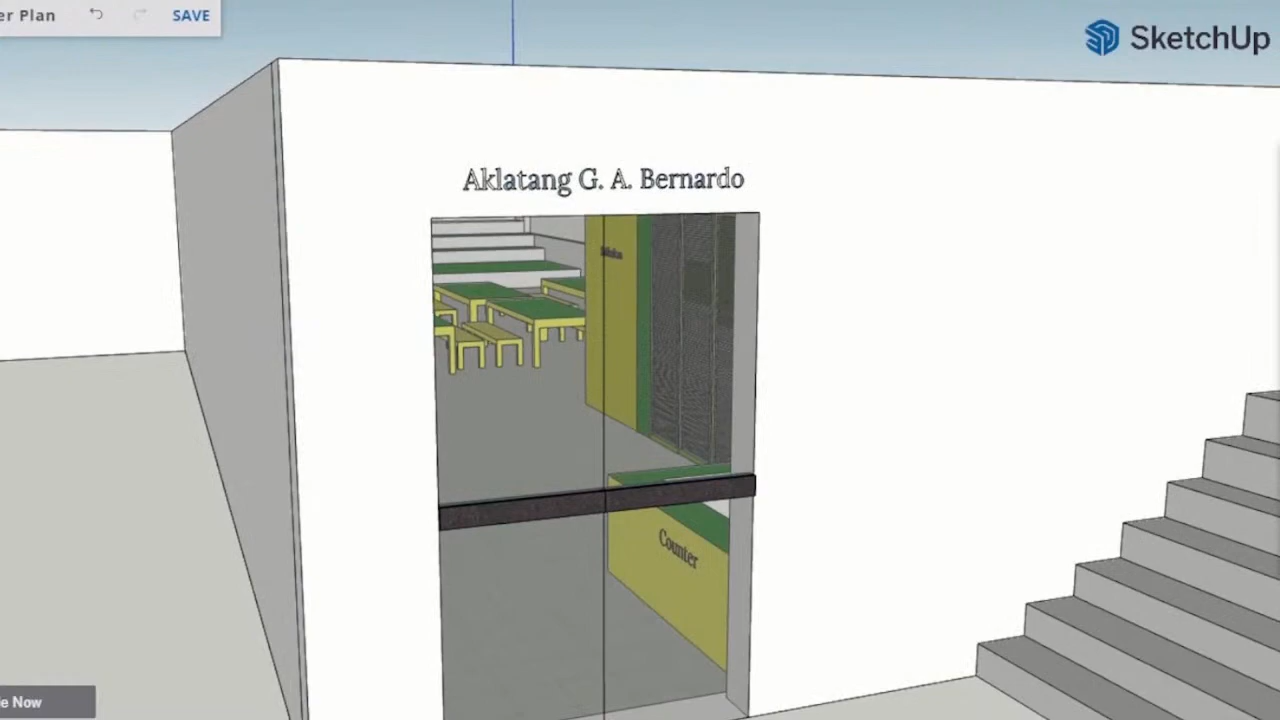 er Plan
SAVE
SketchUp
Aklatang G. A. Bernardo
Counter
e Now